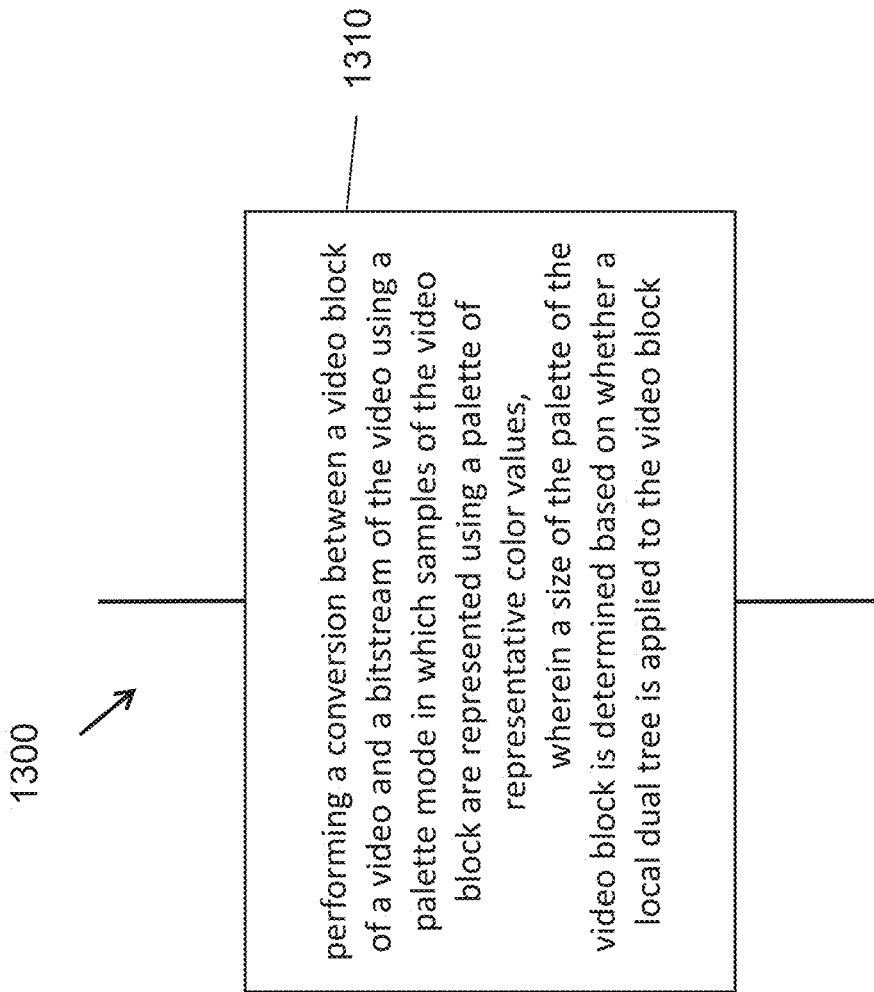 1300
1310
performing a conversion between a video block
of a video and a bitstream of the video using a
palette mode in which samples of the video
block are represented using a palette of
representative color values,
wherein a size of the palette of the
video block is determined based on whether a
local dual tree is applied to the video block